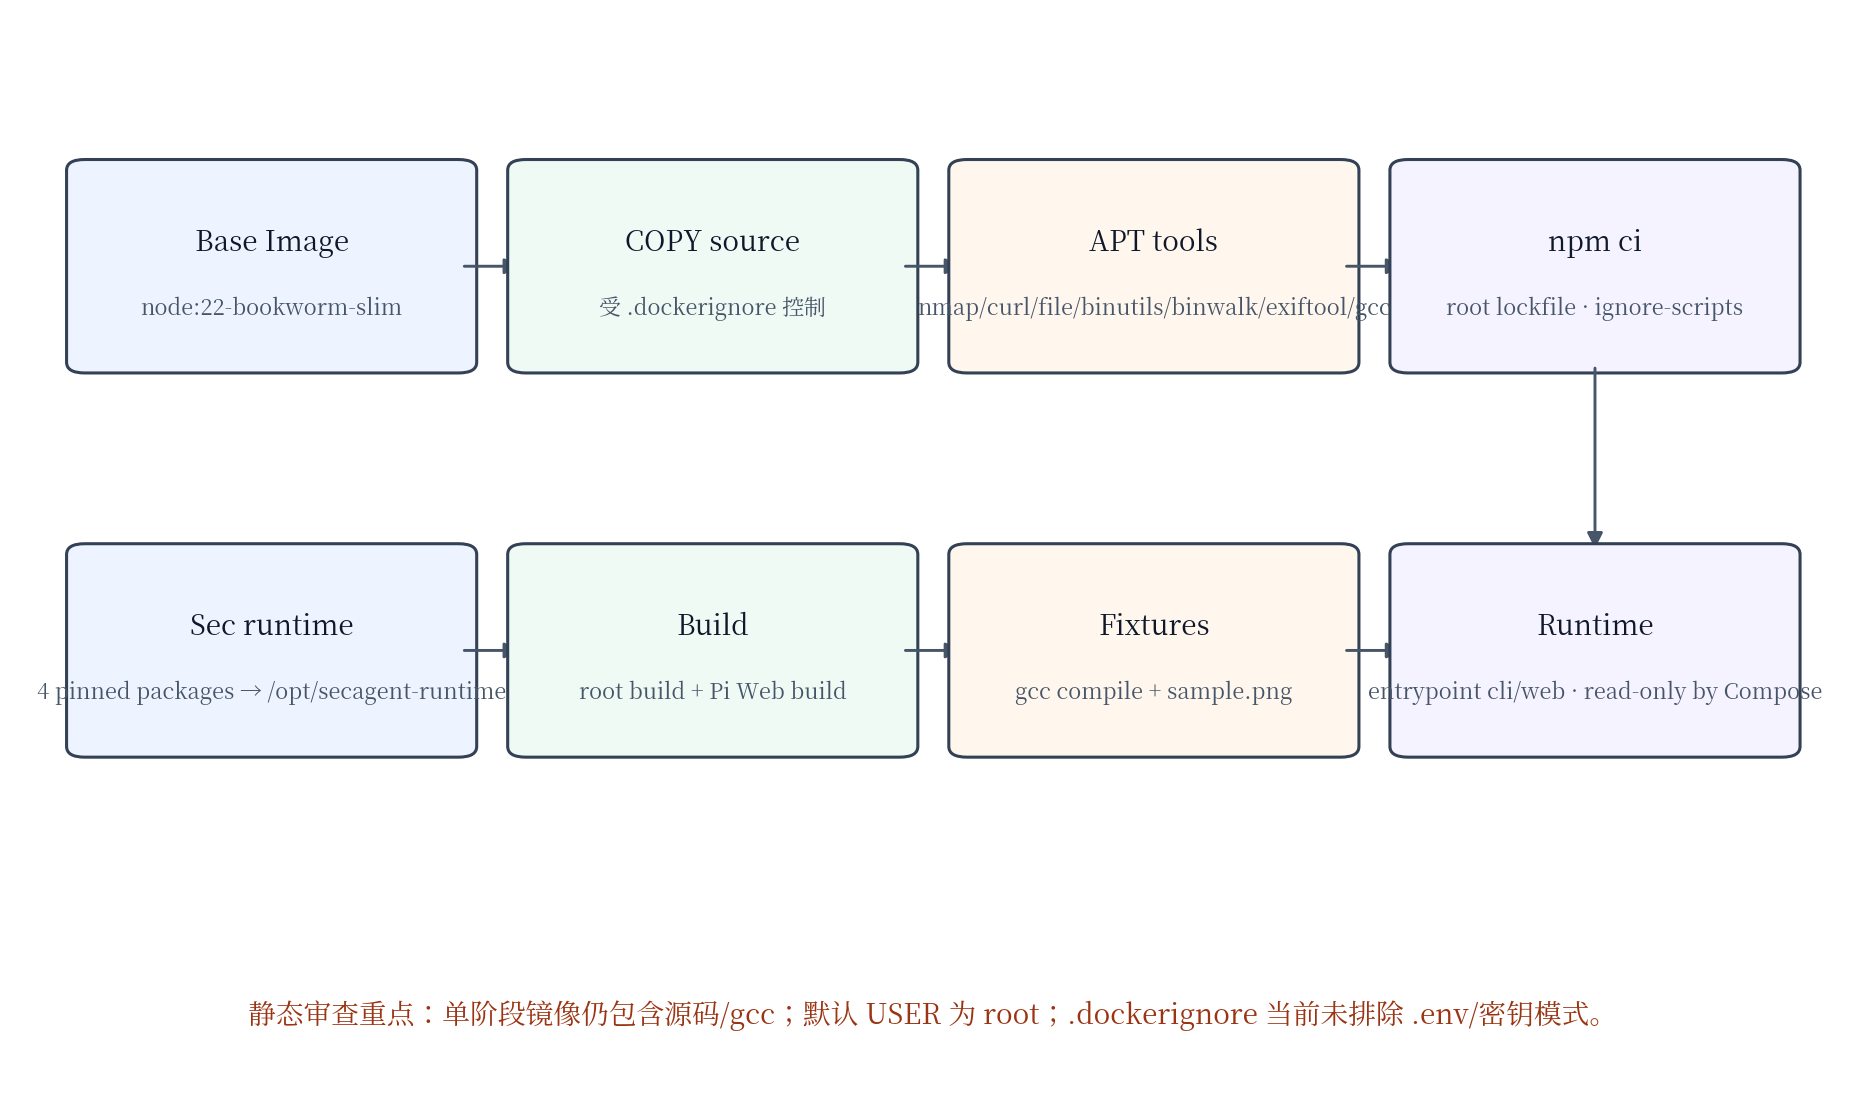 Base Image
node:22-bookworm-slim
COPY source
受 .dockerignore 控制
APT tools
nmap/curl/file/binutils/binwalk/exiftool/gcc
npm ci
root lockfile · ignore-scripts
Sec runtime
4 pinned packages → /opt/secagent-runtime
Build
root build + Pi Web build
Fixtures
gcc compile + sample.png
Runtime
entrypoint cli/web · read-only by Compose
静态审查重点：单阶段镜像仍包含源码/gcc；默认 USER 为 root；.dockerignore 当前未排除 .env/密钥模式。